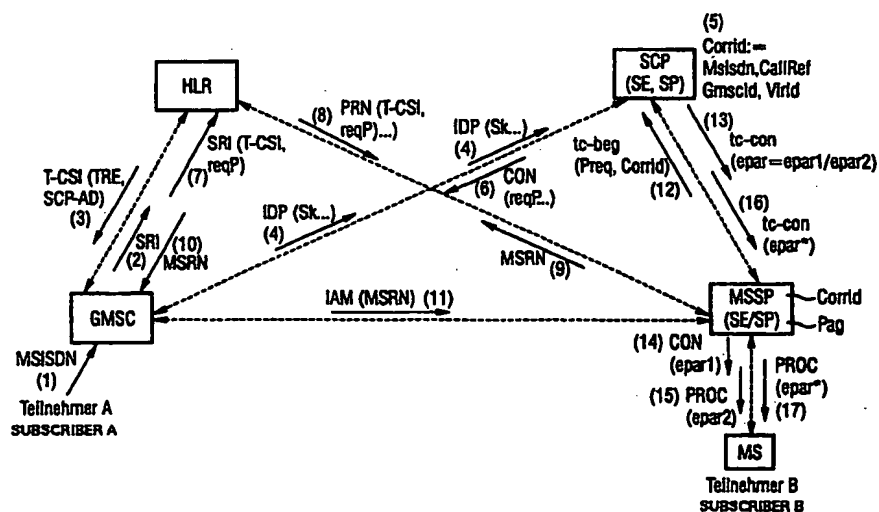 HLR
SCP
(SE, SP)
(5)
Corrid:=
Msisdn, CallRef
Gmscid, Vlrid
(8)
PRN (T-CSI,
reqP)...)
IDP (Sk...)
(4)
(13)
tc-con
(epar=epar1/epar2)
SRI (T-CSI,
reqP)
(7)
tc-beg
(Preq, Corrid)
(12)
T-CSI (TRE,
SCP-AD)
(3)
(6) CON
(reqP...)
(16)
tc-con
(epar*)
IDP (Sk...)
(4)
SRI
(2)
(10)
MSRN
MSRN
(9)
GMSC
IAM (MSRN) (11)
MSSP
(SE/SP)
Corrid
Pag
MSISDN
(1)
(14) CON
(epar1)
PROC
(epar*)
(17)
(15) PROC
(epar2)
Teilnehmer A
SUBSCRIBER A
MS
Teilnehmer B
SUBSCRIBER B